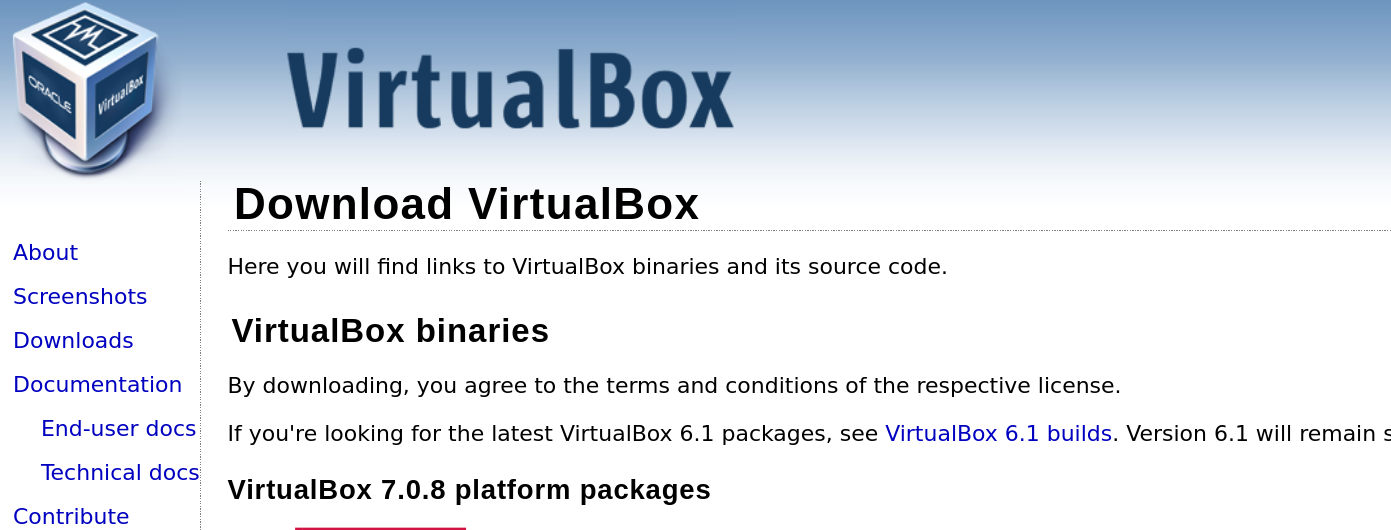 ORACLE
VirtualBox
VirtualBox
Download VirtualBox
About
Screenshots
Downloads
Documentation
End-user docs
Technical docs
Contribute
Here you will find links to VirtualBox binaries and its source code.
VirtualBox binaries
By downloading, you agree to the terms and conditions of the respective license.
If you're looking for the latest VirtualBox 6.1 packages, see VirtualBox 6.1 builds. Version 6.1 will remain
VirtualBox 7.0.8 platform packages